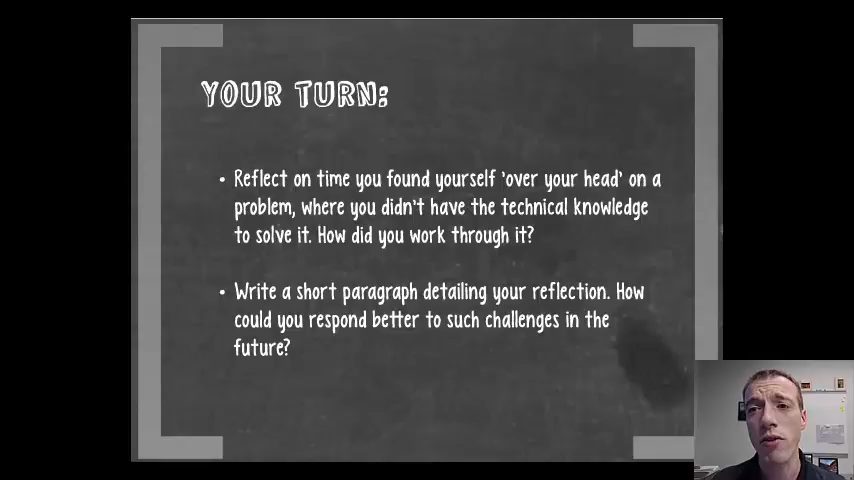 YOUR TURN:
• Reflect on time you found yourself 'over your head' on a
problem, where you didn't have the technical knowledge
to solve it. How did you work through it?
• Write a short paragraph detailing your reflection. How
could you respond better to such challenges in the
future?